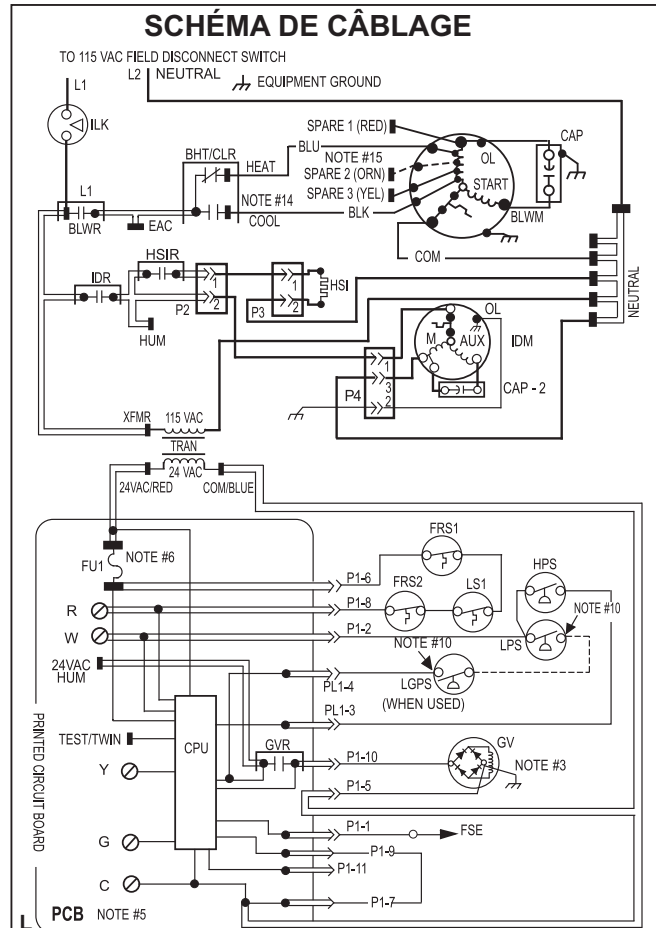 SCHÉMA DE CÂBLAGE
TO 115 VAC FIELD DISCONNECT SWITCH
L1
L2 NEUTRAL
EQUIPMENT GROUND
ILK
SPARE 1 (RED)
CAP
BHT/CLR
BLU
HEAT
NOTE #15
OL
SPARE 2 (ORN)
START
L1
NOTE #14
SPARE 3 (YEL)
BLWR
EAC
COOL
BLK
BLWM
COM
HSIR
IDR
1
2
P2
1
2
P3
HSI
NEUTRAL
HUM
OL
M
AUX
IDM
1
3
2
P4
CAP - 2
XFMR
115 VAC
TRAN
24 VAC
24VAC/RED
COM/BLUE
FRS1
NOTE #6
FU1
HPS
P1-6
FRS2
LS1
R
P1-8
NOTE #10
W
P1-2
NOTE #10
LPS
24VAC
HUM
PL1-4
LGPS
(WHEN USED)
PL1-3
PRINTED CIRCUIT BOARD
TEST/TWIN
CPU
GVR
GV
P1-10
NOTE #3
Y
P1-5
P1-1
FSE
G
P1-9
P1-11
C
P1-7
L
PCB NOTE #5